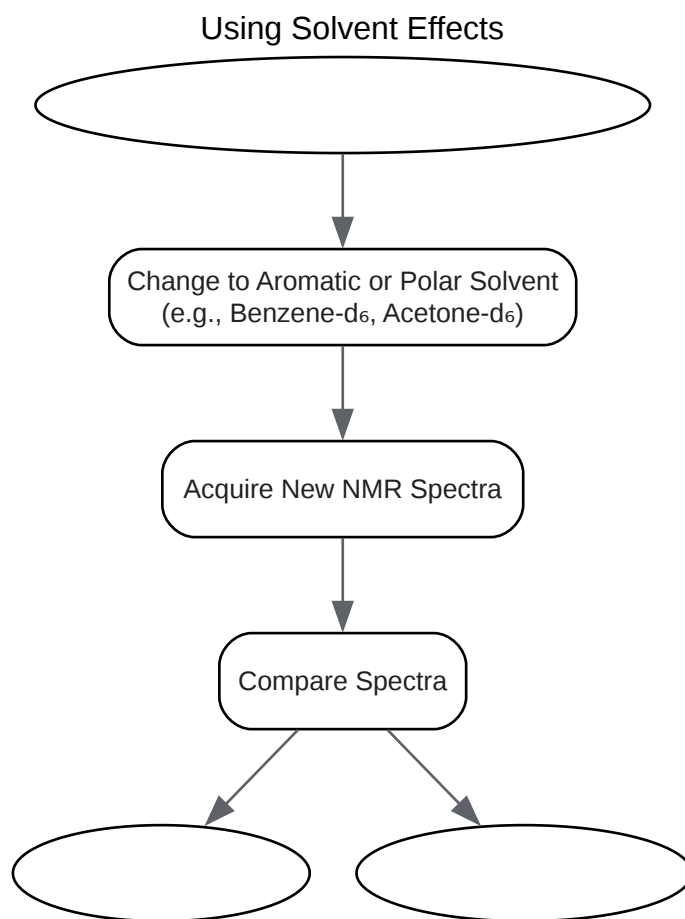 Using Solvent Effects
Change to Aromatic or Polar Solvent
(e.g., Benzene-d₆, Acetone-d₆)
Acquire New NMR Spectra
Compare Spectra